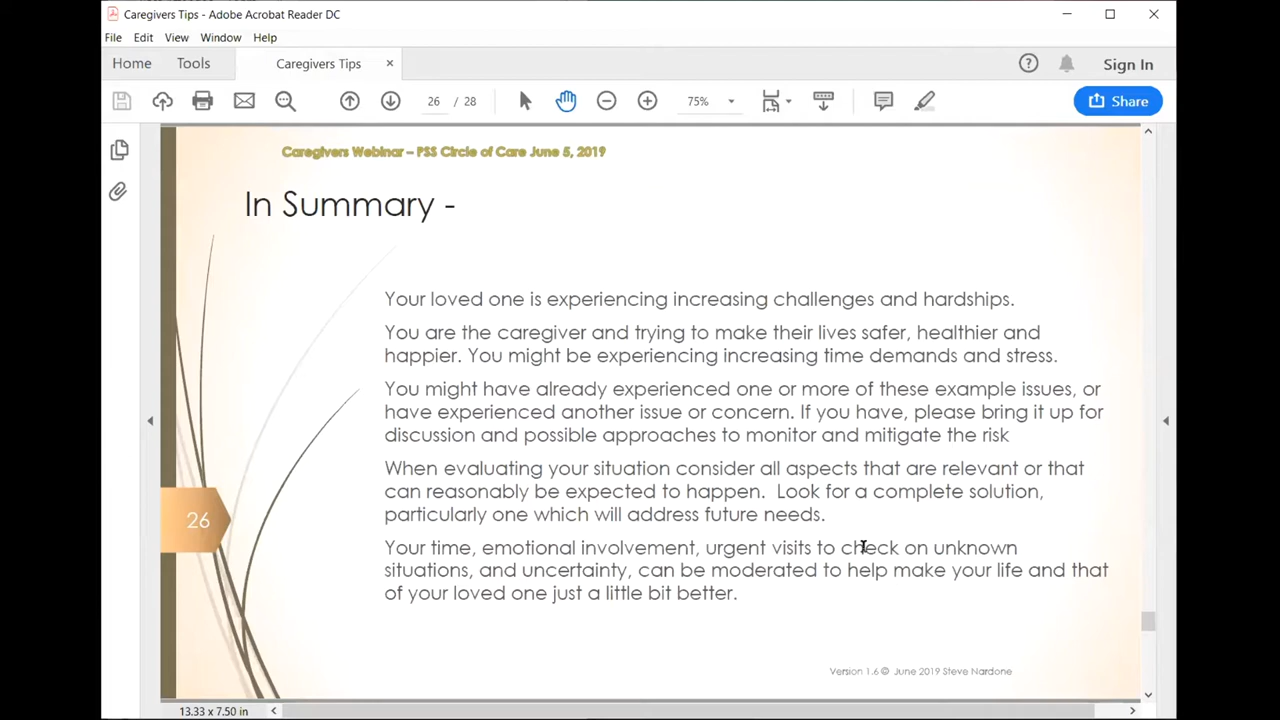 Caregivers Tips - Adobe Acrobat Reader DC
File Edit View Window Help
Home Tools Caregivers Tips × Sign In
26 / 28 75% Share
Caregivers Webinar – PSS Circle of Care June 5, 2019
In Summary -
Your loved one is experiencing increasing challenges and hardships.
You are the caregiver and trying to make their lives safer, healthier and
happier. You might be experiencing increasing time demands and stress.
You might have already experienced one or more of these example issues, or
have experienced another issue or concern. If you have, please bring it up for
discussion and possible approaches to monitor and mitigate the risk
When evaluating your situation consider all aspects that are relevant or that
can reasonably be expected to happen.  Look for a complete solution,
particularly one which will address future needs.
26
Your time, emotional involvement, urgent visits to check on unknown
situations, and uncertainty, can be moderated to help make your life and that
of your loved one just a little bit better.
Version 1.6 © June 2019 Steve Nardone
13.33 x 7.50 in